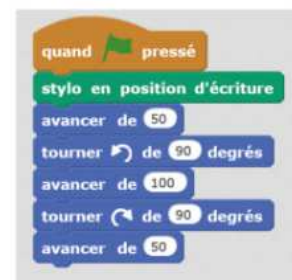 quand pressé
stylo en position d'écriture
avancer de 50
tourner de 90 degrés
avancer de 100
tourner de 90 degrés
avancer de 50